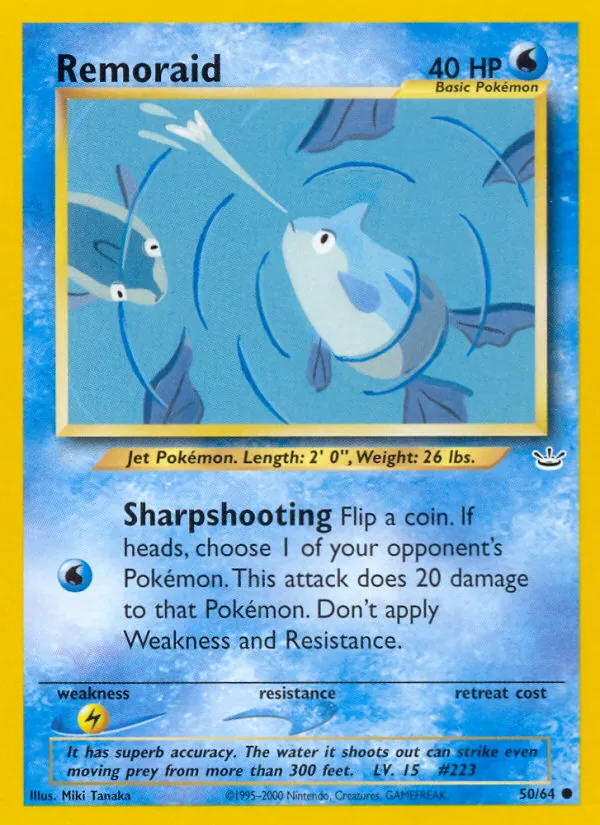 Remoraid
40 HP
Basic Pokémon
Jet Pokémon. Length: 2' 0", Weight: 26 lbs.
Sharpshooting Flip a coin. If
heads, choose 1 of your opponent's
Pokémon. This attack does 20 damage
to that Pokémon. Don't apply
Weakness and Resistance.
weakness resistance retreat cost
It has superb accuracy. The water it shoots out can strike even
moving prey from more than 300 feet. LV. 15 #223
Illus. Miki Tanaka ©1995-2000 Nintendo, Creatures, GAMEFREAK. 50/64